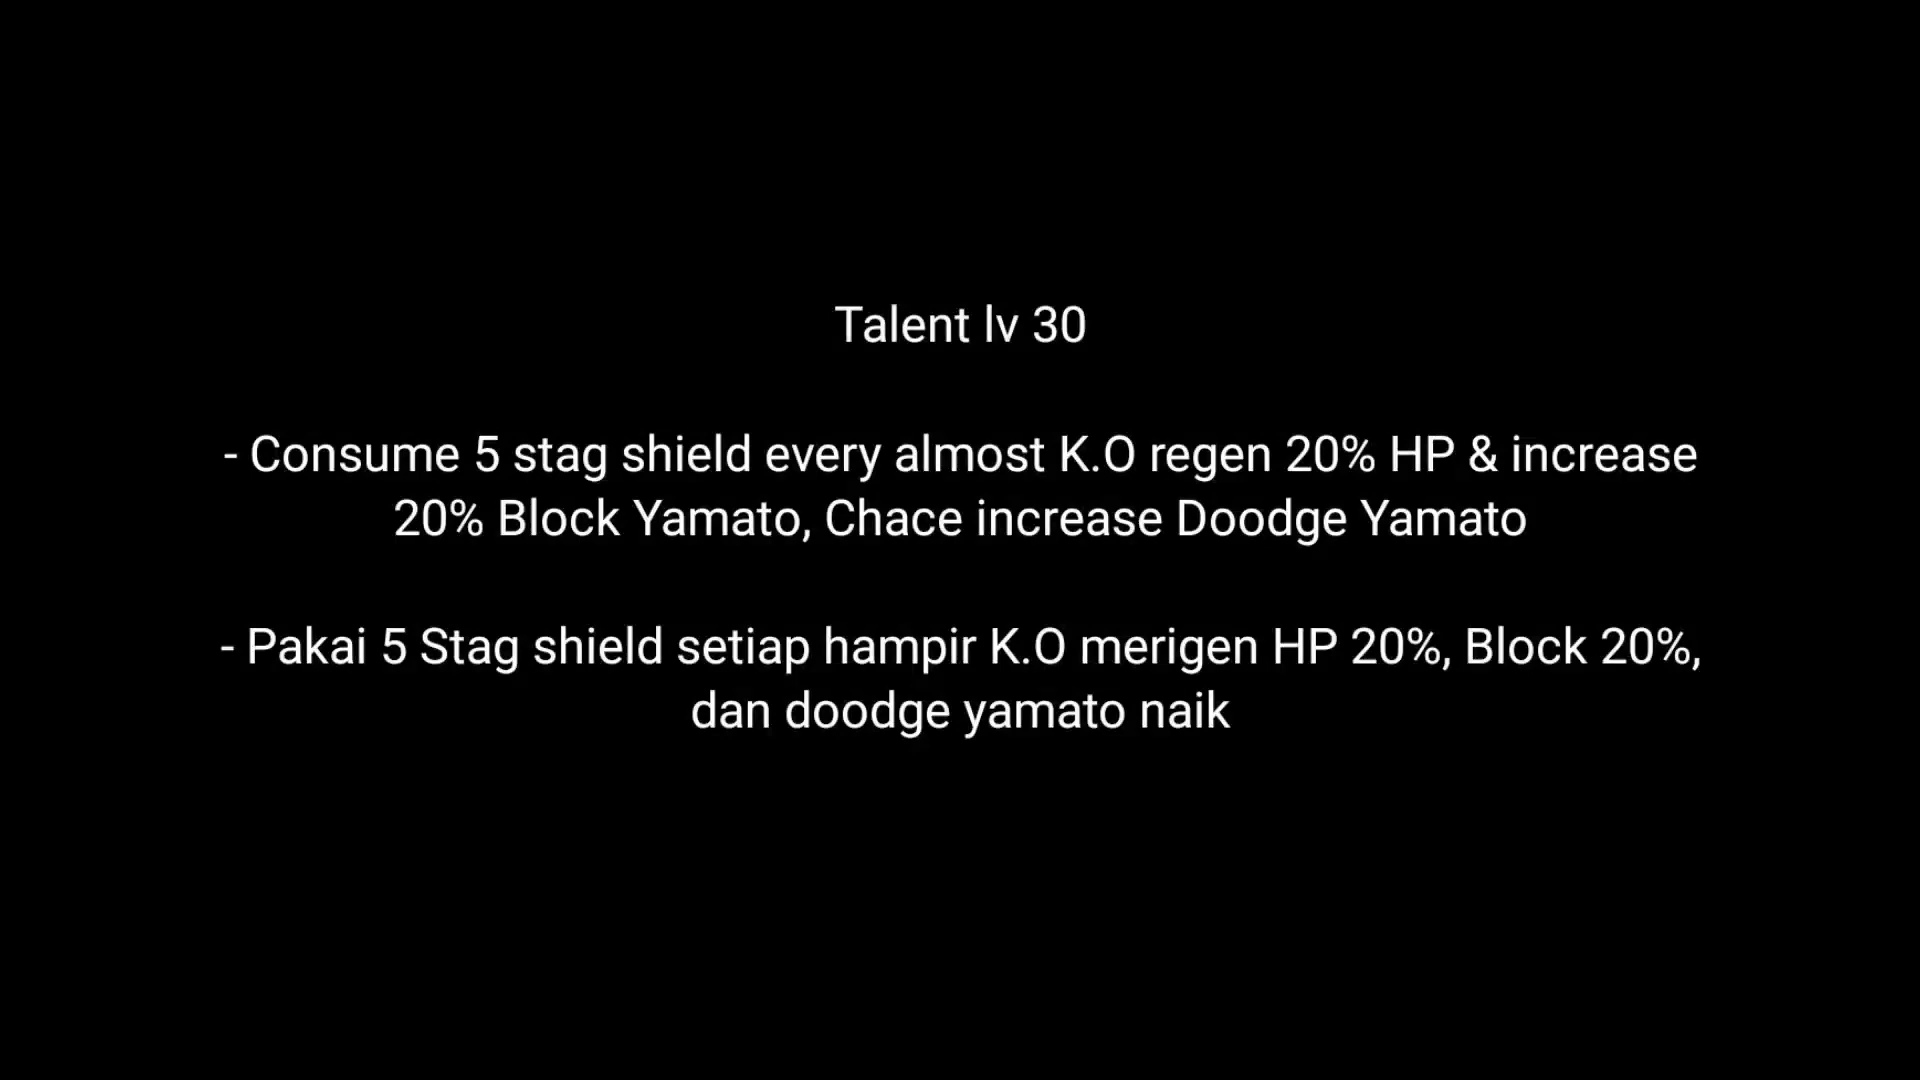 Talent lv 30
- Consume 5 stag shield every almost K.O regen 20% HP & increase
20% Block Yamato, Chace increase Doodge Yamato
- Pakai 5 Stag shield setiap hampir K.O merigen HP 20%, Block 20%,
dan doodge yamato naik